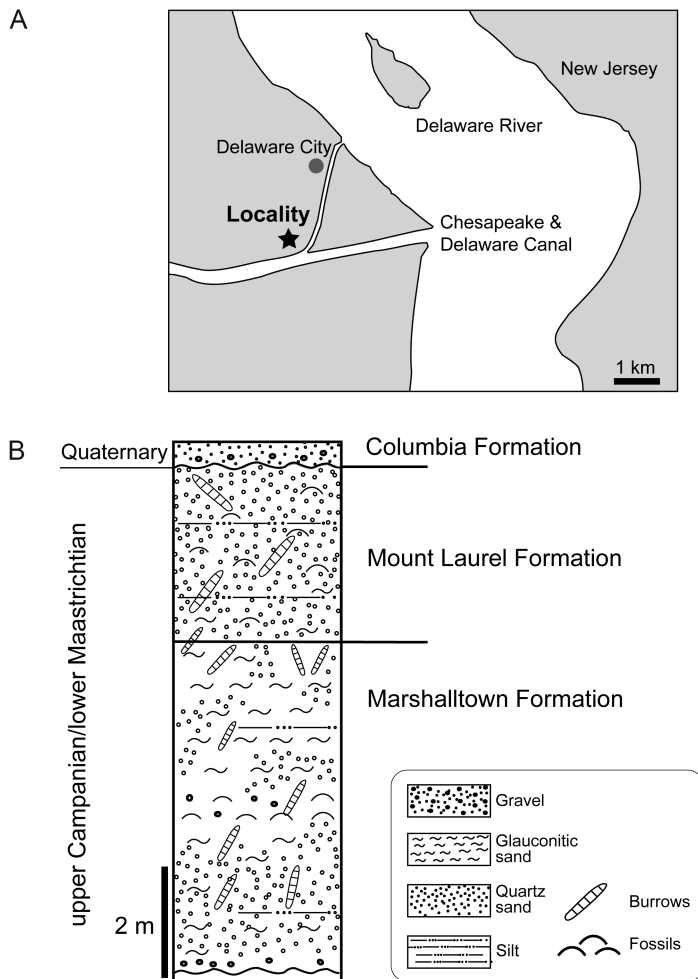 A
New Jersey
Delaware River
Delaware City
Locality
Chesapeake &
Delaware Canal
1 km
B
Quaternary
Columbia Formation
upper Campanian/lower Maastrichtian
Mount Laurel Formation
Marshalltown Formation
2 m
Gravel
Glauconitic
sand
Quartz
sand
Silt
Burrows
Fossils